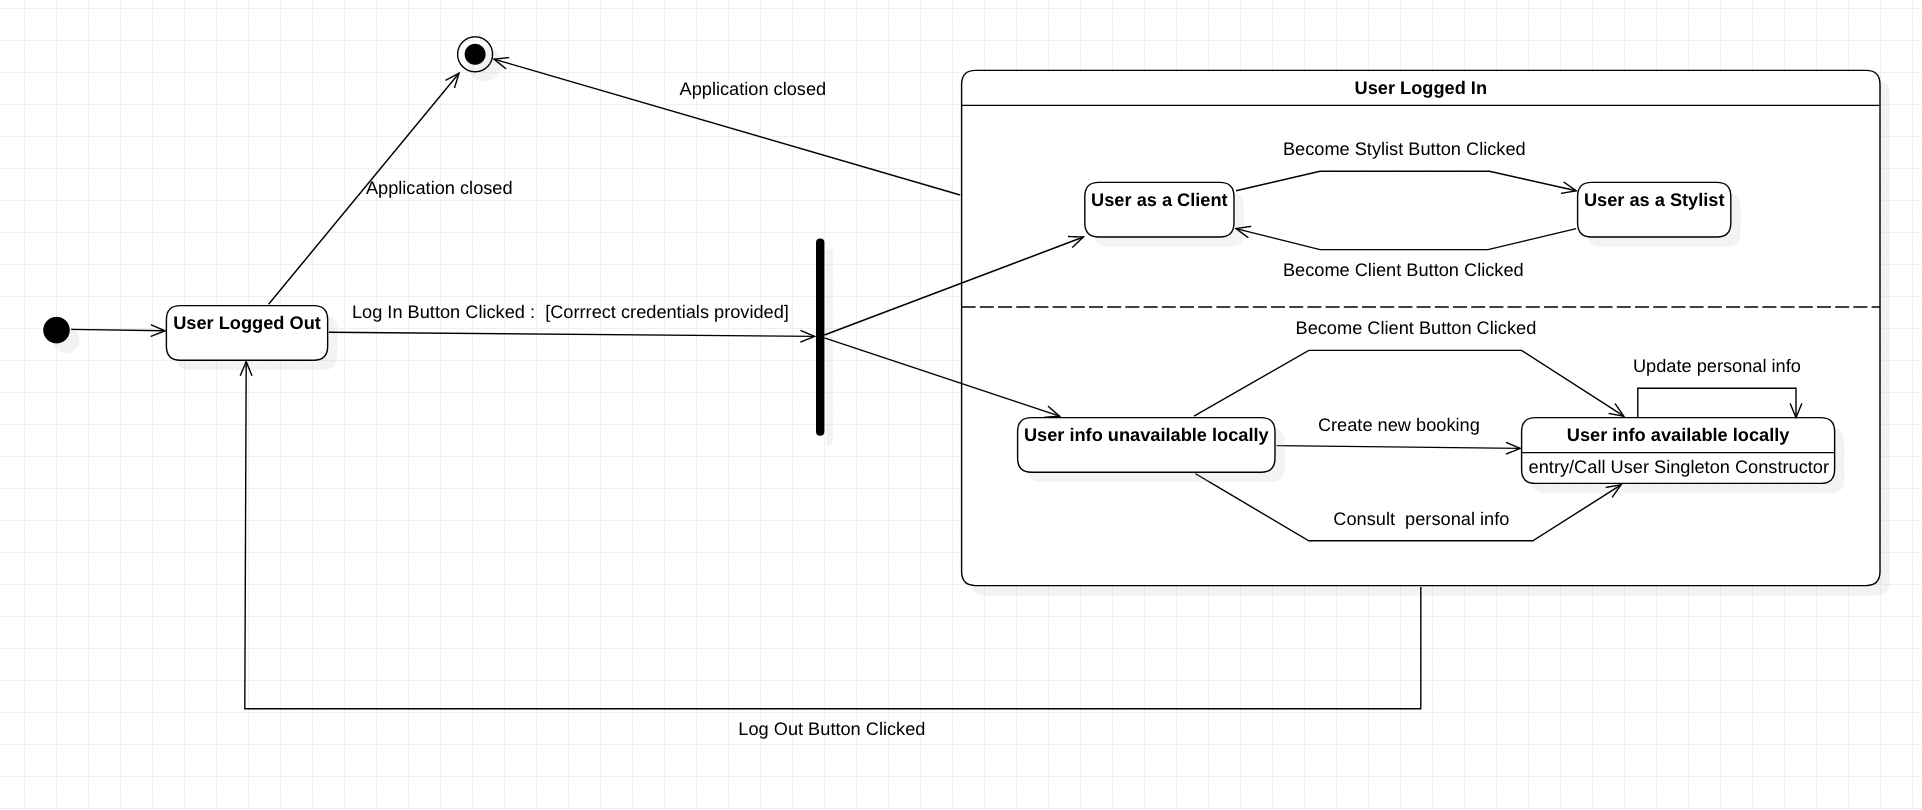 Application closed
User Logged In
Become Stylist Button Clicked
Application closed
User as a Client
User as a Stylist
Become Client Button Clicked
Log In Button Clicked :  [Corrrect credentials provided]
User Logged Out
Become Client Button Clicked
Update personal info
Create new booking
User info unavailable locally
User info available locally
entry/Call User Singleton Constructor
Consult  personal info
Log Out Button Clicked